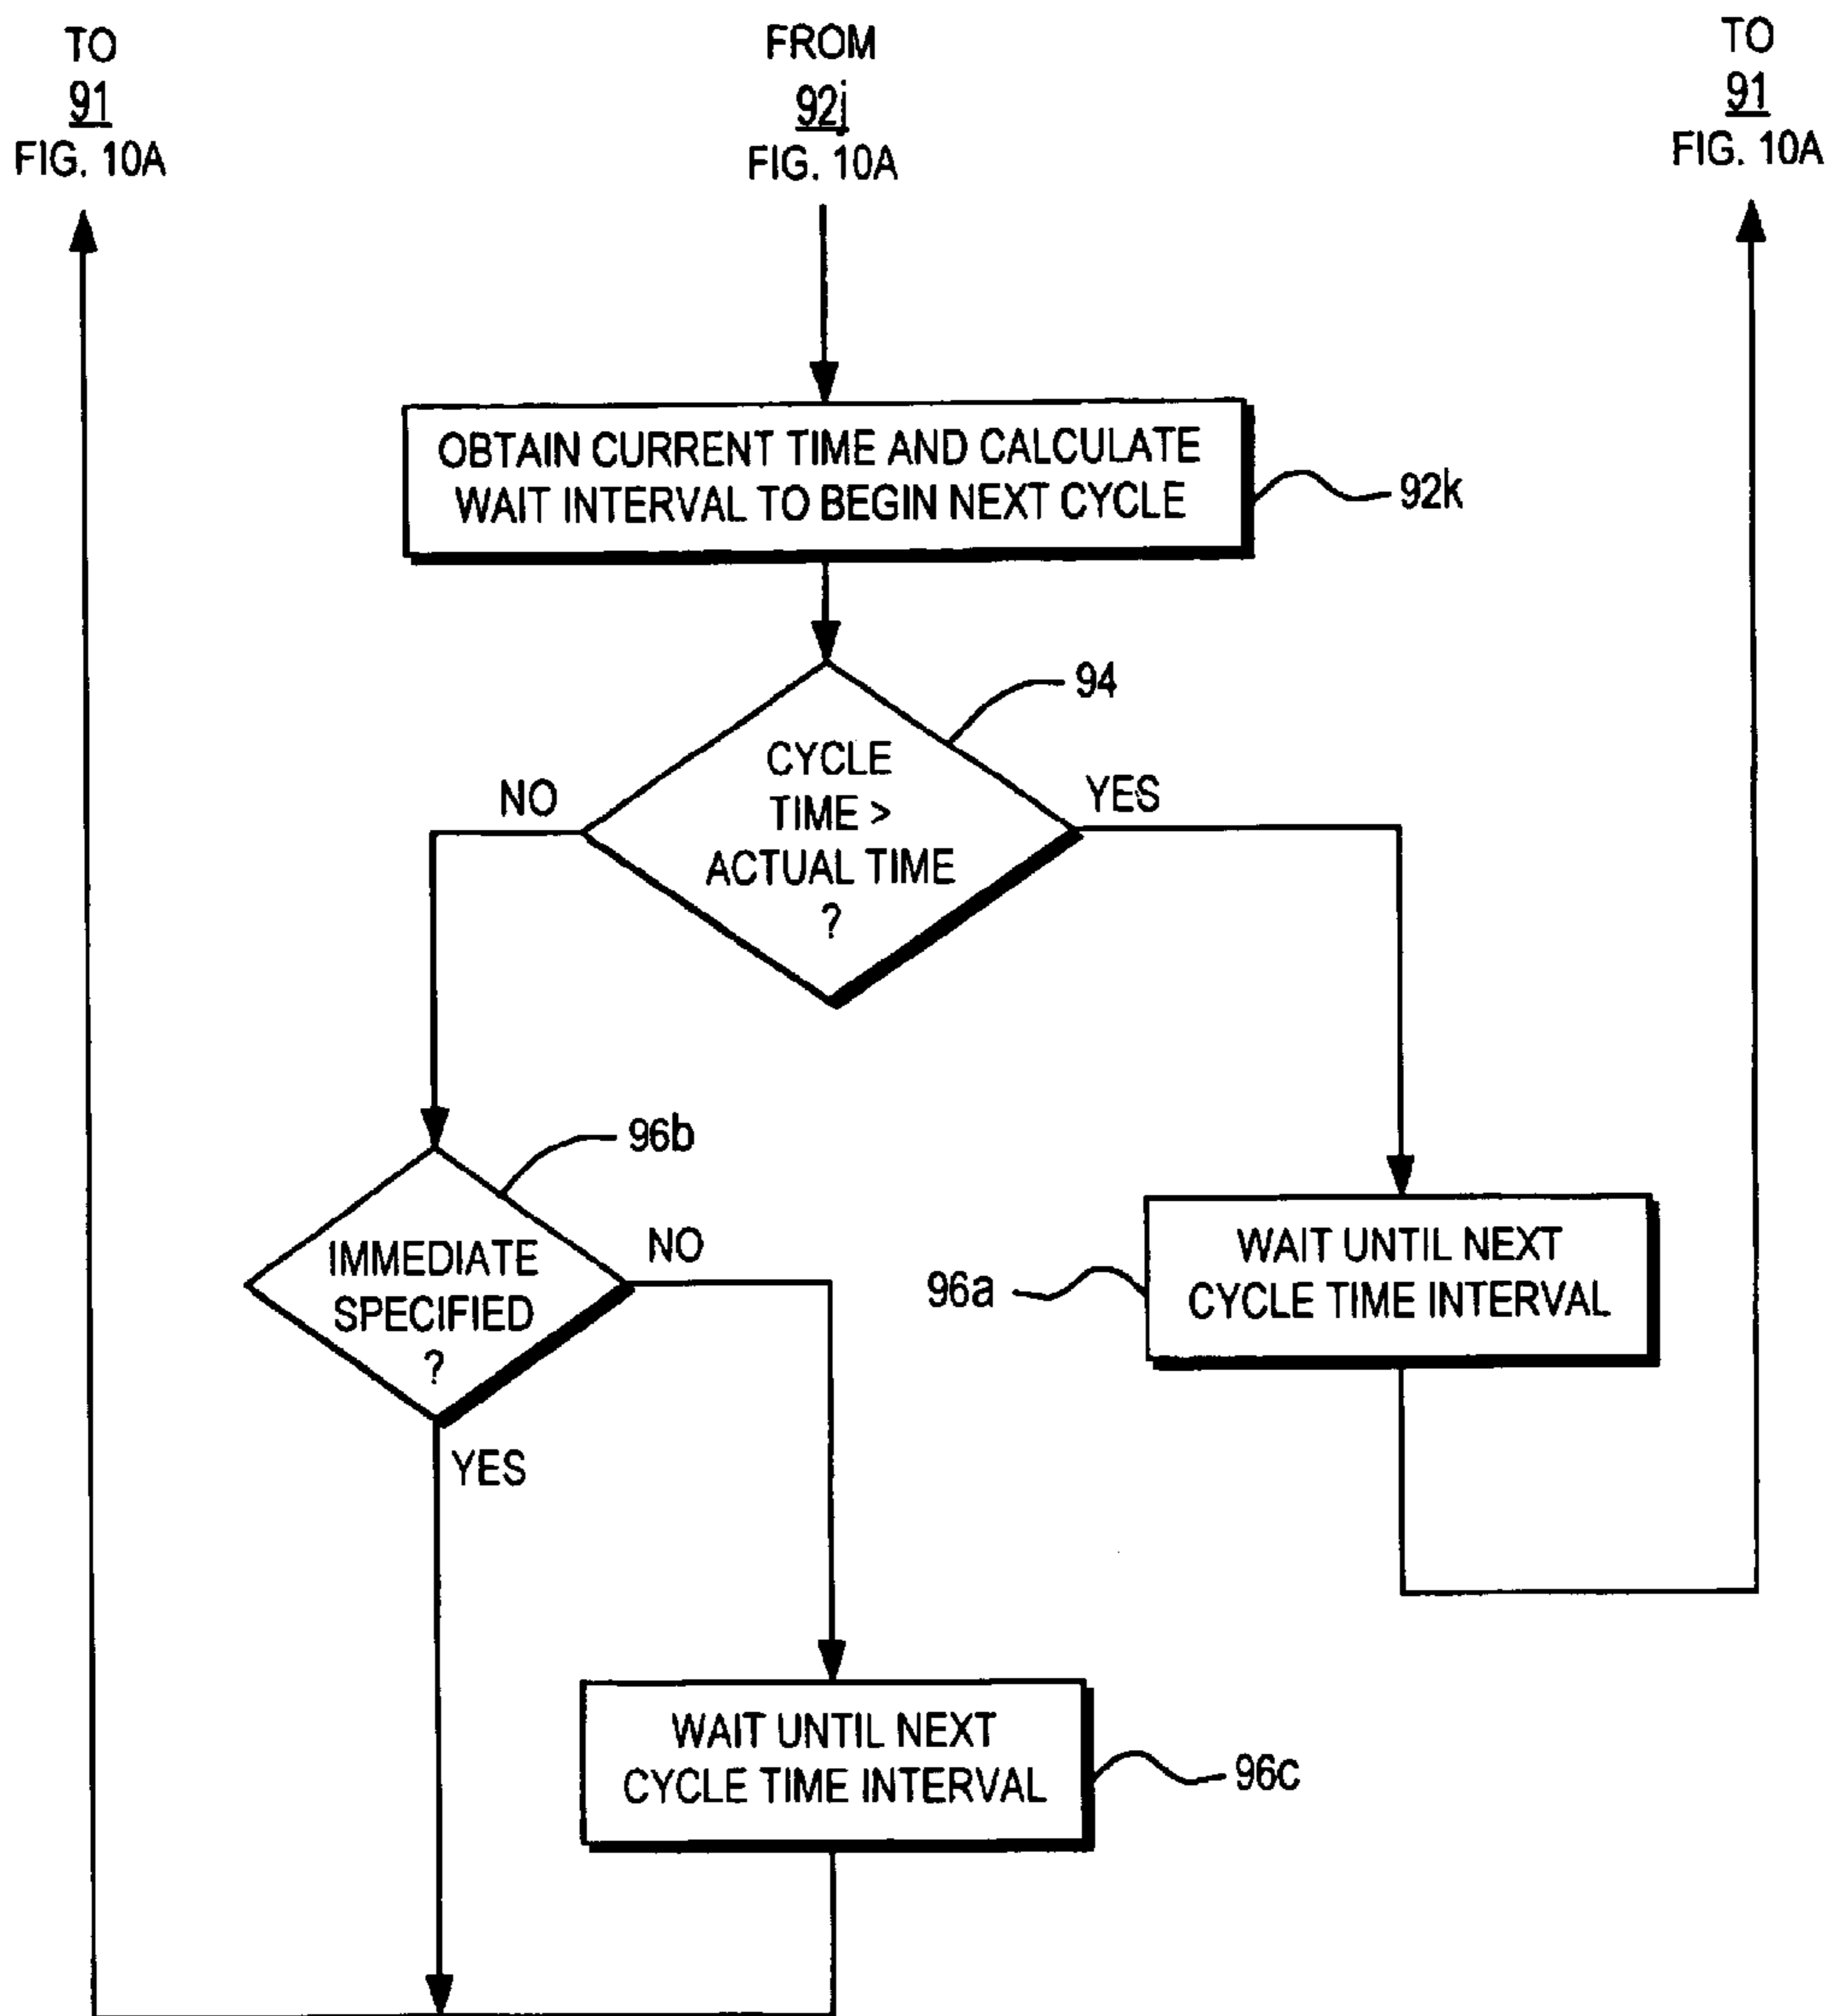 TO
91
FIG. 10A
FROM
92j
FIG. 10A
TO
91
FIG. 10A
OBTAIN CURRENT TIME AND CALCULATE
WAIT INTERVAL TO BEGIN NEXT CYCLE
92k
94
CYCLE
TIME >
ACTUAL TIME
?
NO
YES
96b
IMMEDIATE
SPECIFIED
?
NO
YES
96a
WAIT UNTIL NEXT
CYCLE TIME INTERVAL
WAIT UNTIL NEXT
CYCLE TIME INTERVAL
96c